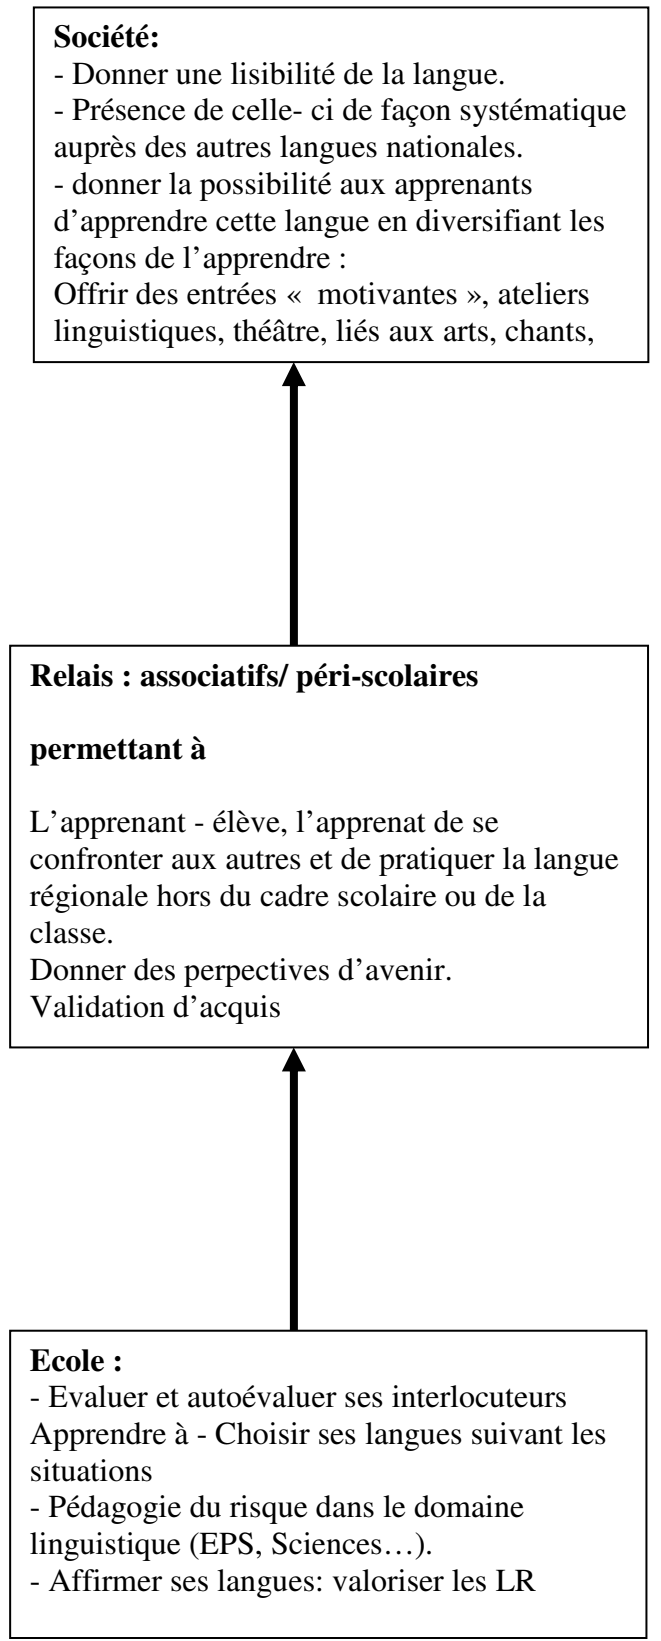 Société:
- Donner une lisibilité de la langue.
- Présence de celle- ci de façon systématique
auprès des autres langues nationales.
- donner la possibilité aux apprenants
d’apprendre cette langue en diversifiant les
façons de l’apprendre :
Offrir des entrées «  motivantes », ateliers
linguistiques, théâtre, liés aux arts, chants,
Relais : associatifs/ péri-scolaires
permettant à
L’apprenant - élève, l’apprenat de se
confronter aux autres et de pratiquer la langue
régionale hors du cadre scolaire ou de la
classe.
Donner des perpectives d’avenir.
Validation d’acquis
Ecole :
- Evaluer et autoévaluer ses interlocuteurs
Apprendre à - Choisir ses langues suivant les
situations
- Pédagogie du risque dans le domaine
linguistique (EPS, Sciences…).
- Affirmer ses langues: valoriser les LR